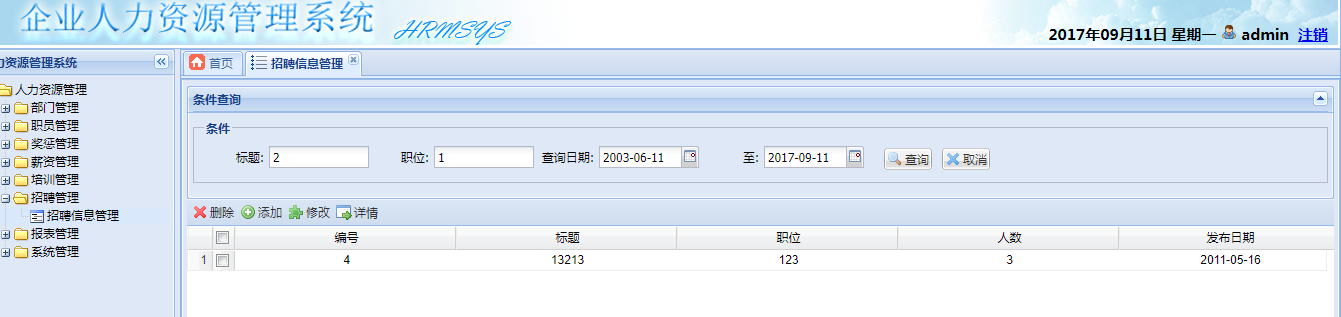 企业人力资源管理系统 HRMSYS
2017年09月11日 星期一 admin 注销
力资源管理系统
首页 招聘信息管理
人力资源管理
部门管理
职员管理
奖惩管理
薪资管理
培训管理
招聘管理
招聘信息管理
报表管理
系统管理
条件查询
条件
标题: 2 职位: 1 查询日期: 2003-06-11 至: 2017-09-11 查询 取消
删除 添加 修改 详情
编号 标题 职位 人数 发布日期
1 4 13213 123 3 2011-05-16